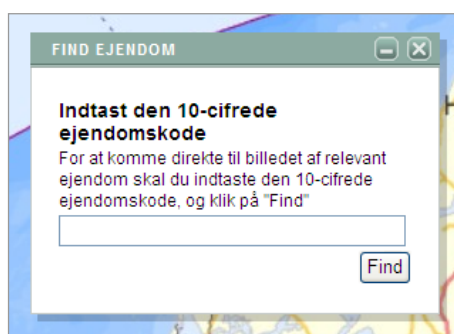 FIND EJENDOM
Indtast den 10-cifrede
ejendomskode
For at komme direkte til billedet af relevant
ejendom skal du indtaste den 10-cifrede
ejendomskode, og klik på "Find"
Find
H